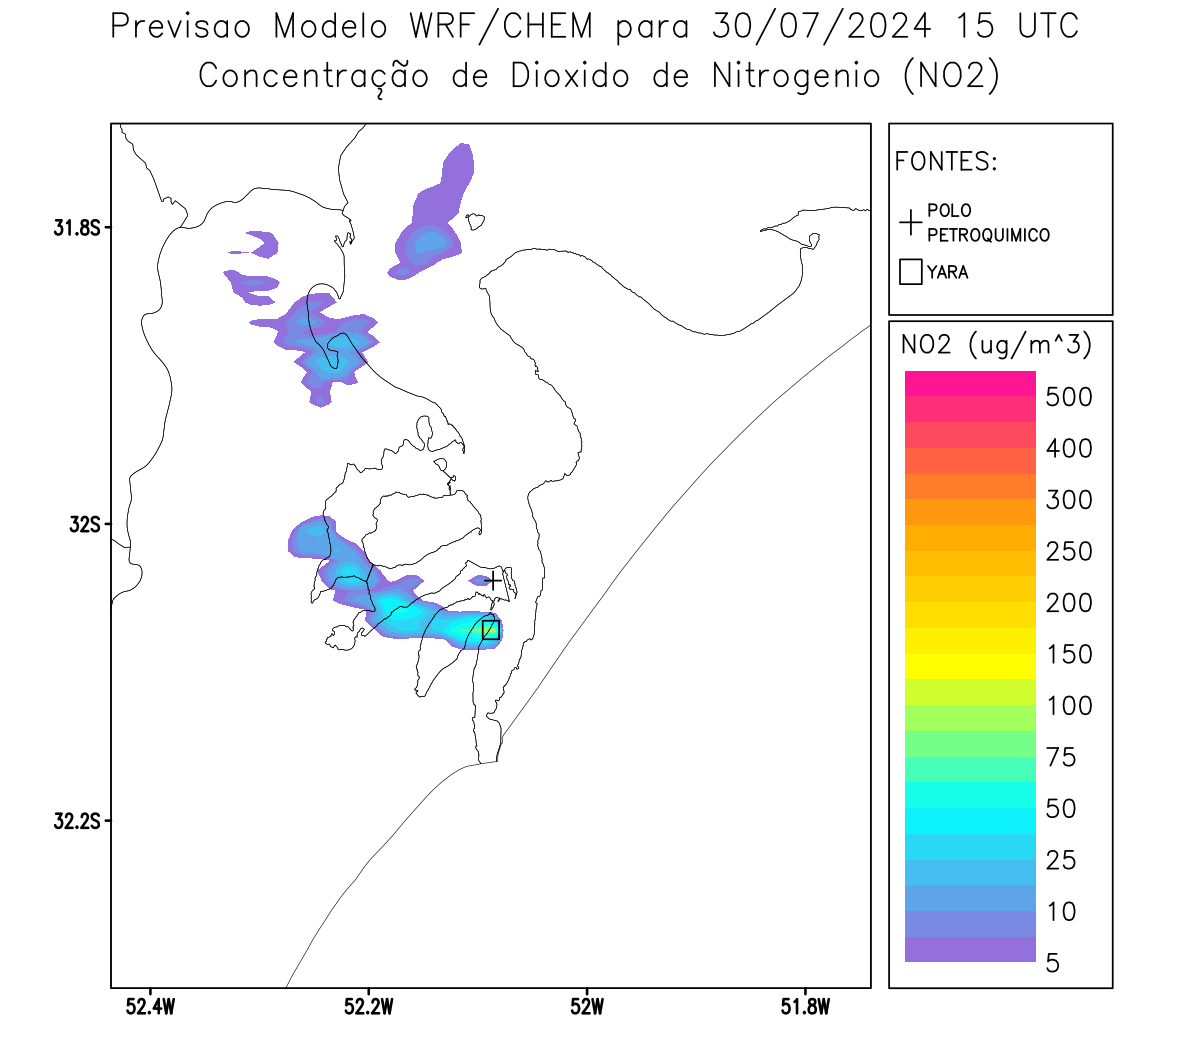 Previsao Modelo WRF/CHEM para 30/07/2024 15 UTC
Concentração de Dioxido de Nitrogenio (NO2)
FONTES:
POLO
PETROQUIMICO
YARA
NO2 (ug/m^3)
500
400
300
250
200
150
100
75
50
25
10
5
31.8S
32S
32.2S
52.4W
52.2W
52W
51.8W